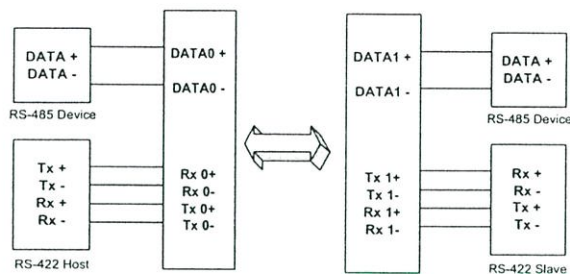 DATA +
DATA -
RS-485 Device
Tx +
Tx -
Rx +
Rx -
RS-422 Host
DATA0 +
DATA0 -
Rx 0+
Rx 0-
Tx 0+
Tx 0-
DATA1 +
DATA1 -
Tx 1+
Tx 1-
Rx 1+
Rx 1-
DATA +
DATA -
RS-485 Device
Rx +
Rx -
Tx +
Tx -
RS-422 Slave